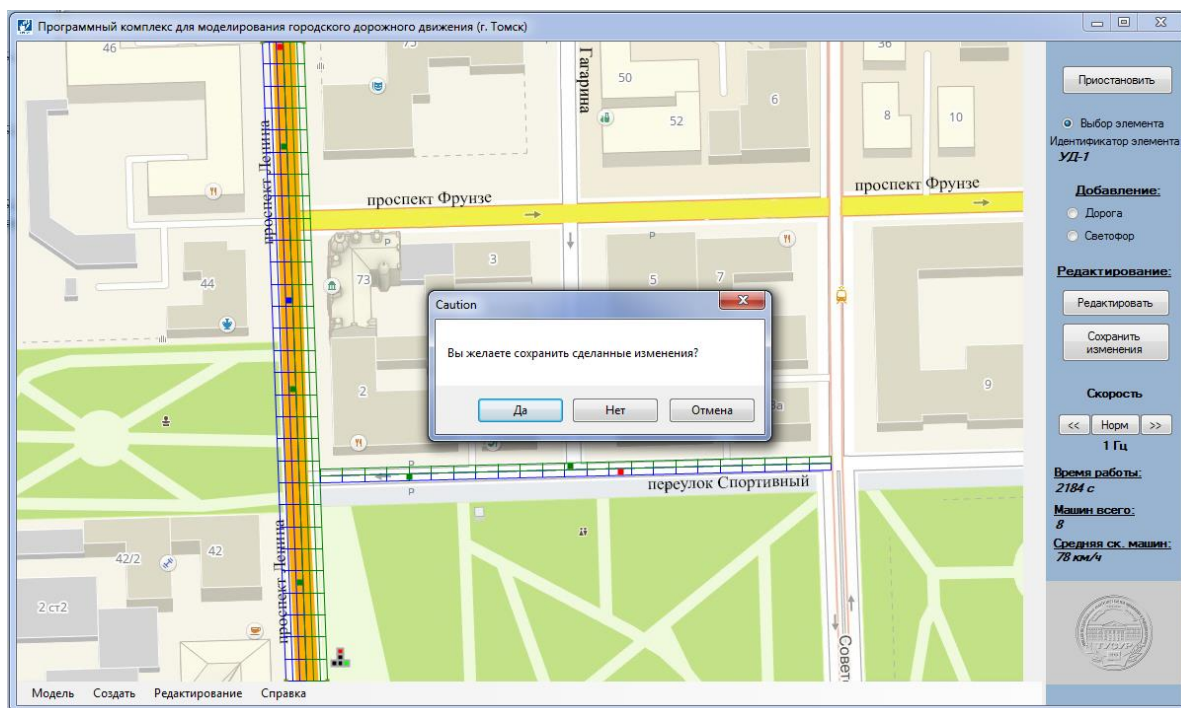 Программный комплекс для моделирования городского дорожного движения (г. Томск)
46
75
Гагарина
50
52
6
36
8
10
проспект Ленина
проспект Фрунзе
проспект Фрунзе
P
P
3
73
5
7
44
2
9
Caution
Вы желаете сохранить сделанные изменения?
Да
Нет
Отмена
3а
P
P
переулок Спортивный
проспект Ленина
42/2
42
2 ст2
Модель
Создать
Редактирование
Справка
Приостановить
Выбор элемента
Идентификатор элемента
УД-1
Добавление:
Дорога
Светофор
Редактирование:
Редактировать
Сохранить
изменения
Скорость
<<
Норм
>>
1 Гц
Время работы:
2184 с
Машин всего:
8
Средняя ск. машин:
78 км/ч
ТУСУР